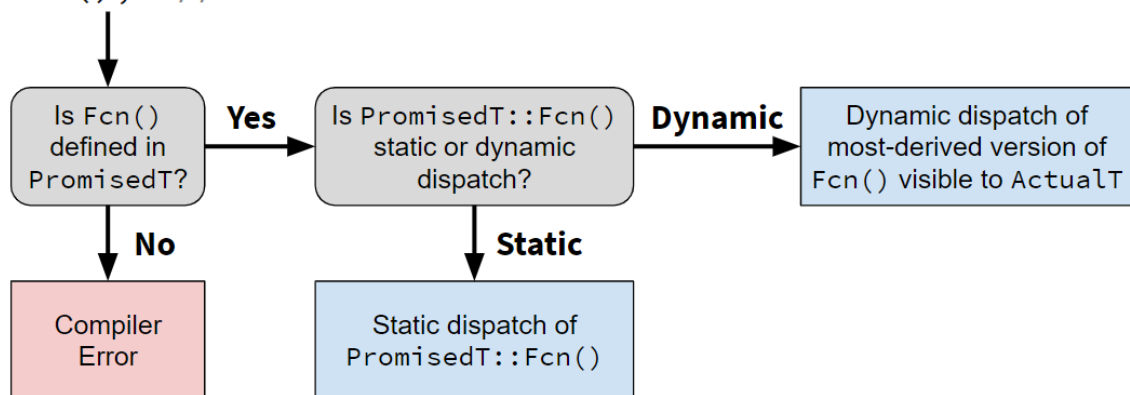 Is Fcn()
defined in
PromisedT?
Yes
Is PromisedT::Fcn()
static or dynamic
dispatch?
Dynamic
Dynamic dispatch of
most-derived version of
Fcn() visible to ActualT
No
Static
Compiler
Error
Static dispatch of
PromisedT::Fcn()